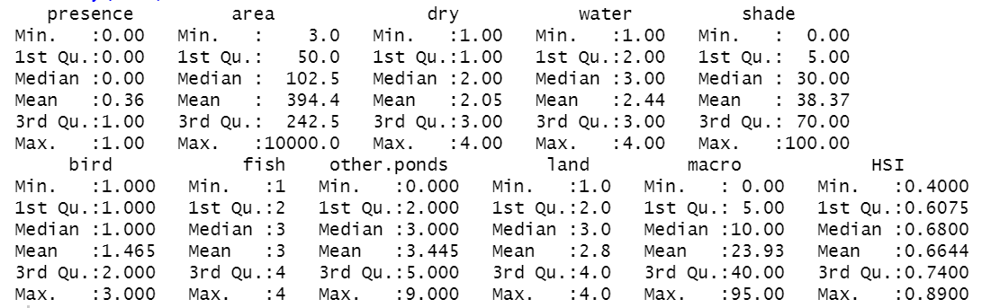 presence area dry water shade
Min. :0.00 Min. : 3.0 Min. :1.00 Min. :1.00 Min. : 0.00
1st Qu.:0.00 1st Qu.: 50.0 1st Qu.:1.00 1st Qu.:2.00 1st Qu.: 5.00
Median :0.00 Median : 102.5 Median :2.00 Median :3.00 Median : 30.00
Mean :0.36 Mean : 394.4 Mean :2.05 Mean :2.44 Mean : 38.37
3rd Qu.:1.00 3rd Qu.: 242.5 3rd Qu.:3.00 3rd Qu.:3.00 3rd Qu.: 70.00
Max. :1.00 Max. :10000.0 Max. :4.00 Max. :4.00 Max. :100.00
bird fish other.ponds land macro HSI
Min. :1.000 Min. :1 Min. :0.000 Min. :1.0 Min. : 0.00 Min. :0.4000
1st Qu.:1.000 1st Qu.:2 1st Qu.:2.000 1st Qu.:2.0 1st Qu.: 5.00 1st Qu.:0.6075
Median :1.000 Median :3 Median :3.000 Median :3.0 Median :10.00 Median :0.6800
Mean :1.465 Mean :3 Mean :3.445 Mean :2.8 Mean :23.93 Mean :0.6644
3rd Qu.:2.000 3rd Qu.:4 3rd Qu.:5.000 3rd Qu.:4.0 3rd Qu.:40.00 3rd Qu.:0.7400
Max. :3.000 Max. :4 Max. :9.000 Max. :4.0 Max. :95.00 Max. :0.8900